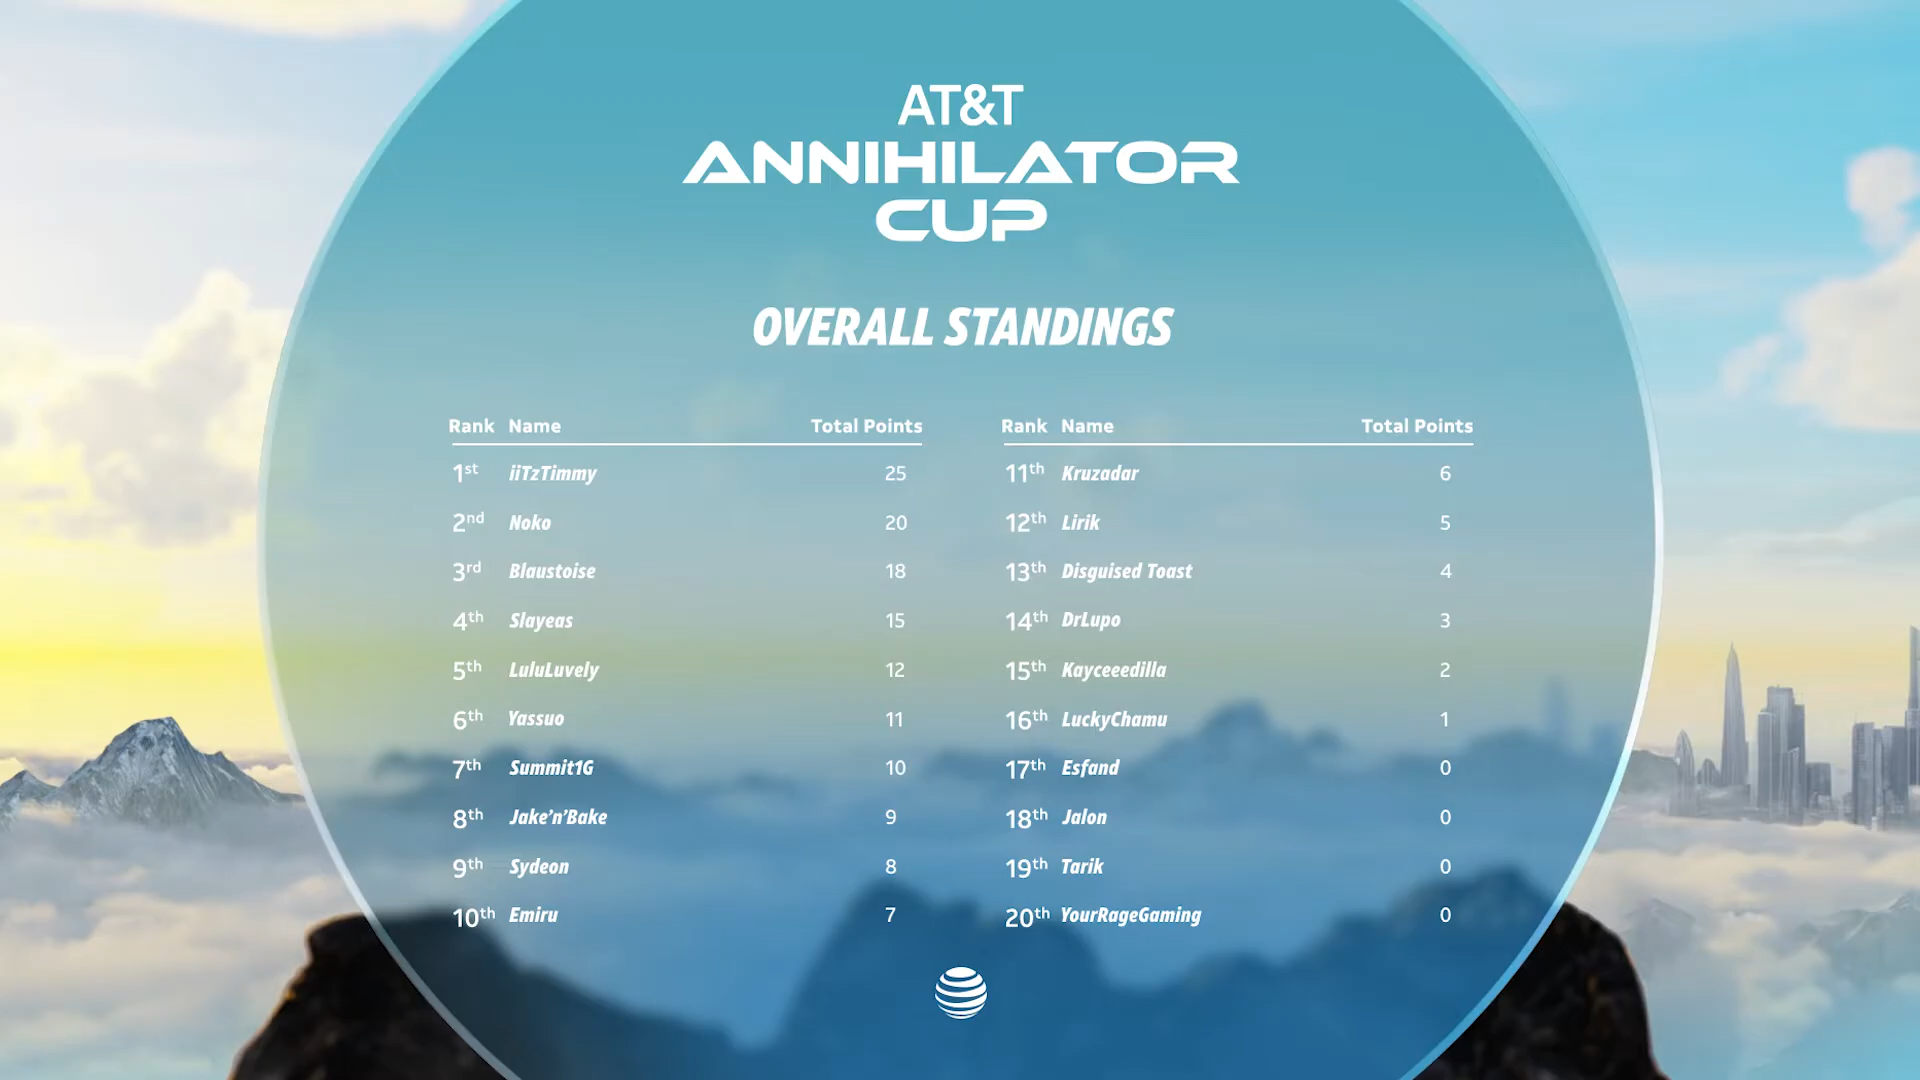 AT&T
ANNIHILATOR
CUP
OVERALL STANDINGS
Rank Name Total Points
1st iiTzTimmy 25
2nd Noko 20
3rd Blaustoise 18
4th Slayeas 15
5th LuluLuvely 12
6th Yassuo 11
7th Summit1G 10
8th Jake'n'Bake 9
9th Sydeon 8
10th Emiru 7
Rank Name Total Points
11th Kruzadar 6
12th Lirik 5
13th Disguised Toast 4
14th DrLupo 3
15th Kayceeedilla 2
16th LuckyChamu 1
17th Esfand 0
18th Jalon 0
19th Tarik 0
20th YourRageGaming 0